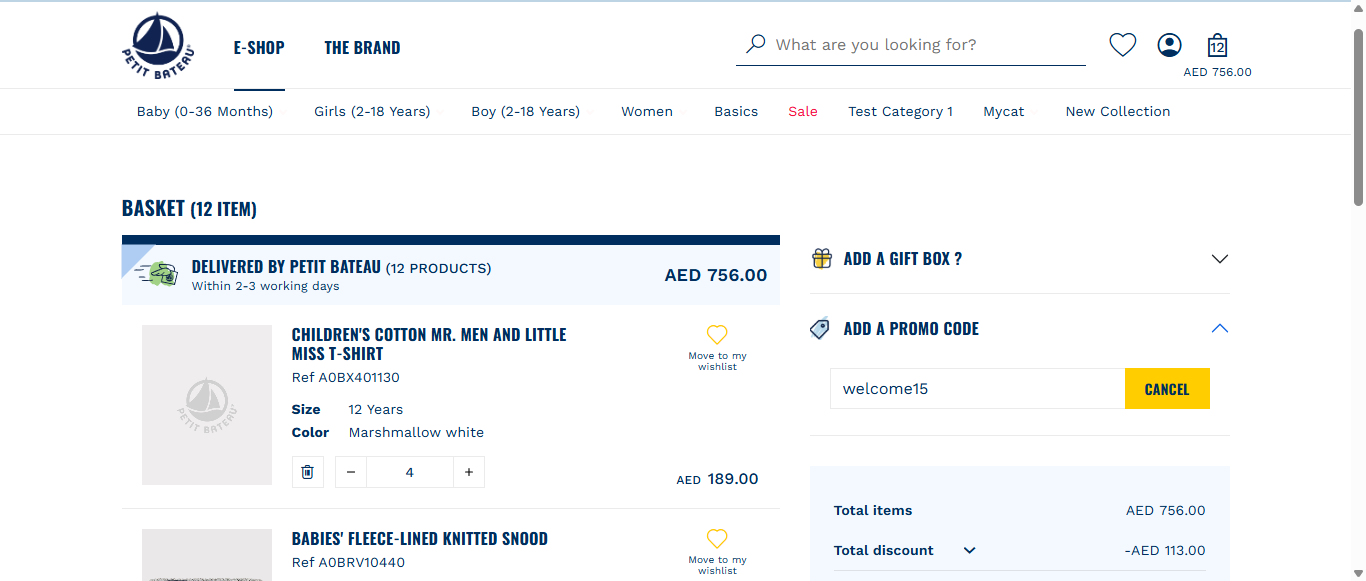 PETIT BATEAU
E-SHOP
THE BRAND
What are you looking for?
12
AED 756.00
Baby (0-36 Months)
Girls (2-18 Years)
Boy (2-18 Years)
Women
Basics
Sale
Test Category 1
Mycat
New Collection
BASKET (12 ITEM)
DELIVERED BY PETIT BATEAU (12 PRODUCTS)
Within 2-3 working days
AED 756.00
CHILDREN'S COTTON MR. MEN AND LITTLE
MISS T-SHIRT
Ref A0BX401130
Size 12 Years
Color Marshmallow white
− 4 +
Move to my
wishlist
AED 189.00
PETIT BATEAU
BABIES' FLEECE-LINED KNITTED SNOOD
Ref A0BRV10440
Move to my
wishlist
ADD A GIFT BOX ?
ADD A PROMO CODE
welcome15
CANCEL
Total items AED 756.00
Total discount -AED 113.00